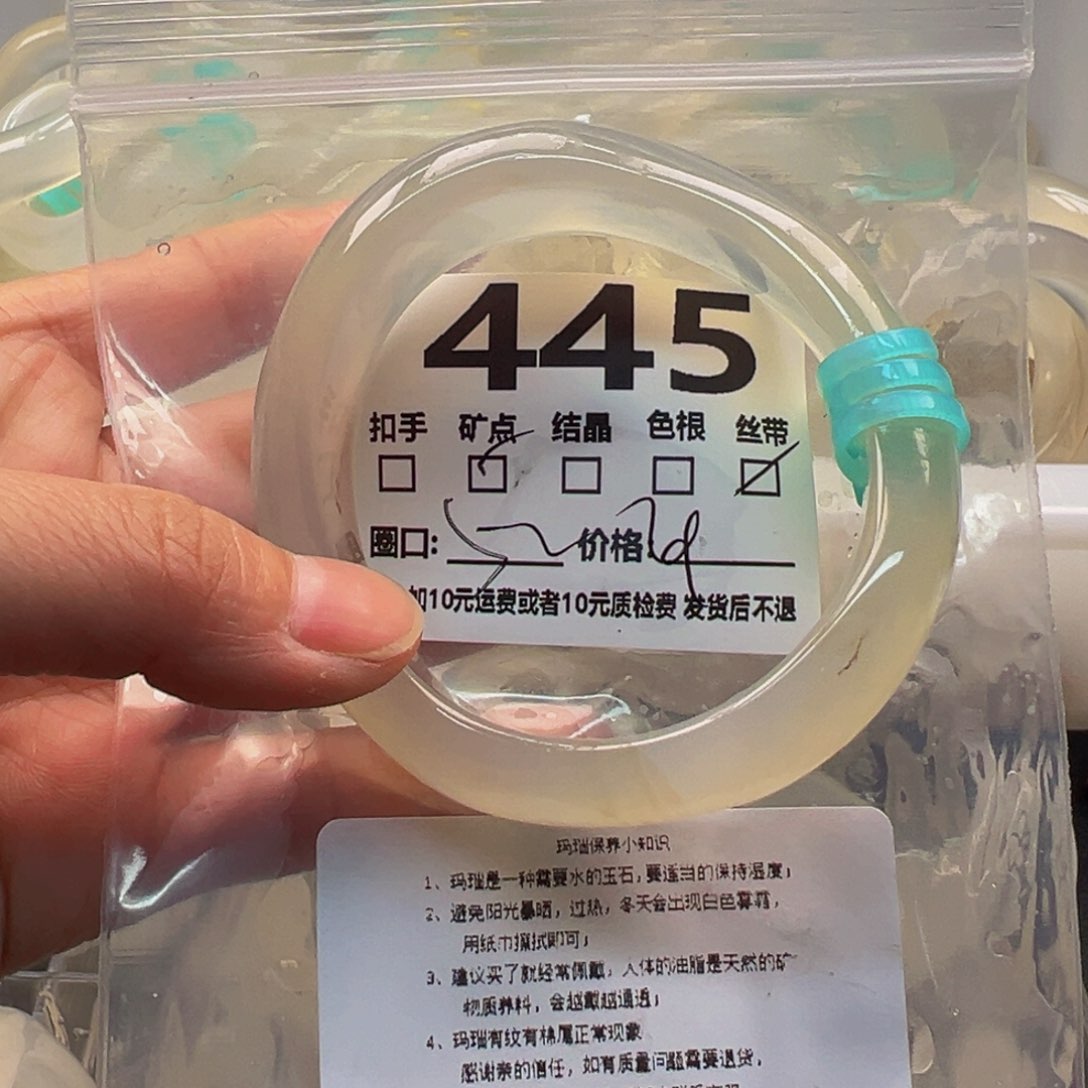 445
扣手 矿点 结晶 色根 丝带
圈口: 52 价格:
加10元运费或者10元质检费 发货后不退
玛瑙保养小知识
1、玛瑙是一种需要水的玉石,要适当的保持湿度;
2、避免阳光暴晒,过热,冬天会出现白色雾霜,
用纸巾擦拭即可;
3、建议买了就经常佩戴,人体的油脂是天然的矿
物质养料,会越戴越通透;
4、玛瑙有纹有棉属正常现象
感谢亲的信任,如有质量问题需要退货,